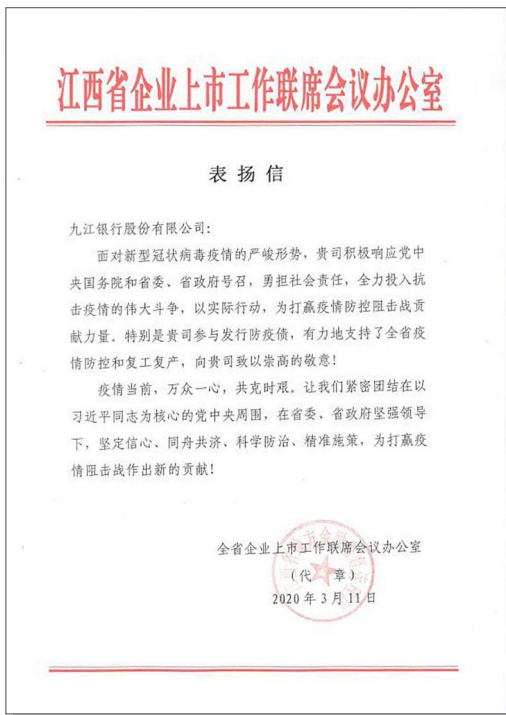 江西省企业上市工作联席会议办公室
表扬信
九江银行股份有限公司：
面对新型冠状病毒疫情的严峻形势，贵司积极响应党中
央国务院和省委、省政府号召，勇担社会责任，全力投入抗
击疫情的伟大斗争，以实际行动，为打赢疫情防控阻击战贡
献力量。特别是贵司参与发行防疫债，有力地支持了全省疫
情防控和复工复产，向贵司致以崇高的敬意！
疫情当前，万众一心，共克时艰。让我们紧密团结在以
习近平同志为核心的党中央周围，在省委、省政府坚强领导
下，坚定信心、同舟共济、科学防治、精准施策，为打赢疫
情阻击战作出新的贡献！
全省企业上市工作联席会议办公室
（代 章）
2020年3月11日